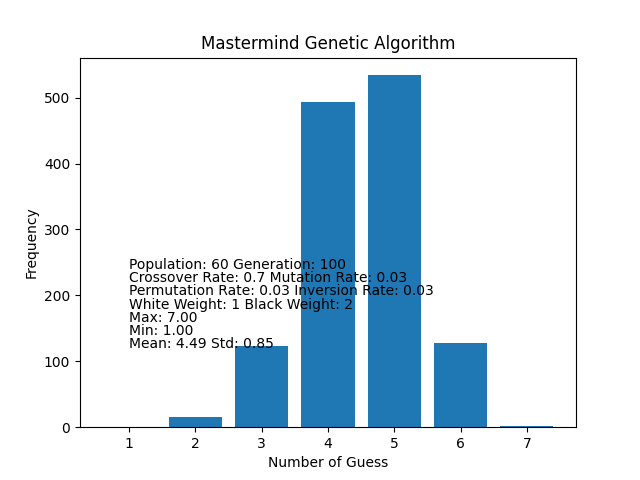 Mastermind Genetic Algorithm
500
400
300
200
100
0
Frequency
Population: 60 Generation: 100
Crossover Rate: 0.7 Mutation Rate: 0.03
Permutation Rate: 0.03 Inversion Rate: 0.03
White Weight: 1 Black Weight: 2
Max: 7.00
Min: 1.00
Mean: 4.49 Std: 0.85
1 2 3 4 5 6 7
Number of Guess